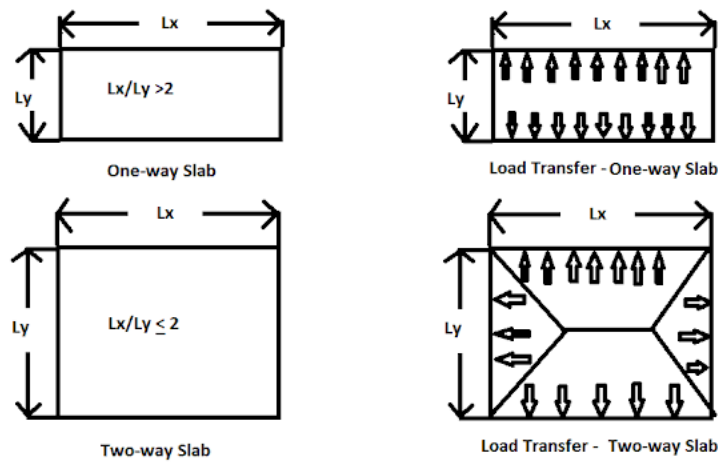 Lx
Ly
Lx/Ly >2
One-way Slab
Lx
Ly
Load Transfer - One-way Slab
Lx
Ly
Lx/Ly ≤ 2
Two-way Slab
Lx
Ly
Load Transfer - Two-way Slab